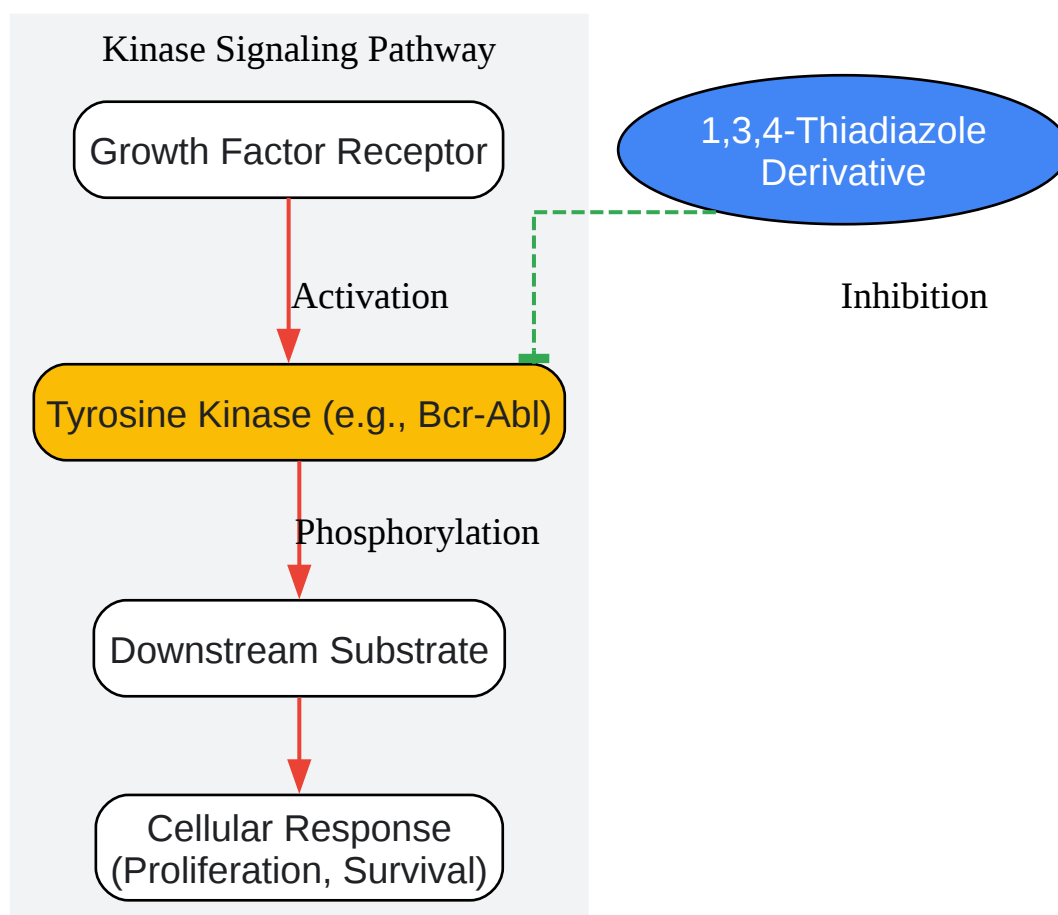 Kinase Signaling Pathway
Growth Factor Receptor
1,3,4-Thiadiazole
Derivative
Activation
Inhibition
Tyrosine Kinase (e.g., Bcr-Abl)
Phosphorylation
Downstream Substrate
Cellular Response
(Proliferation, Survival)